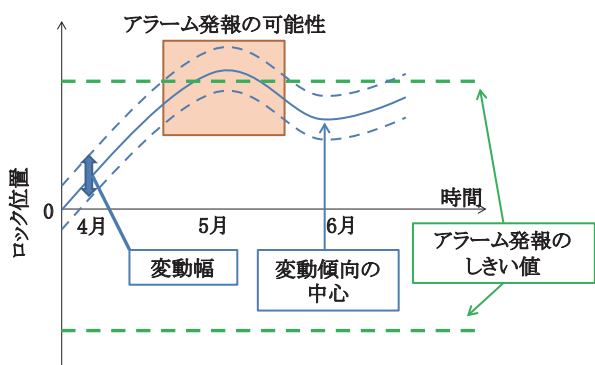 アラーム発報の可能性
ロック位置
0
時間
4月
5月
6月
変動幅
変動傾向の
中心
アラーム発報の
しきい値